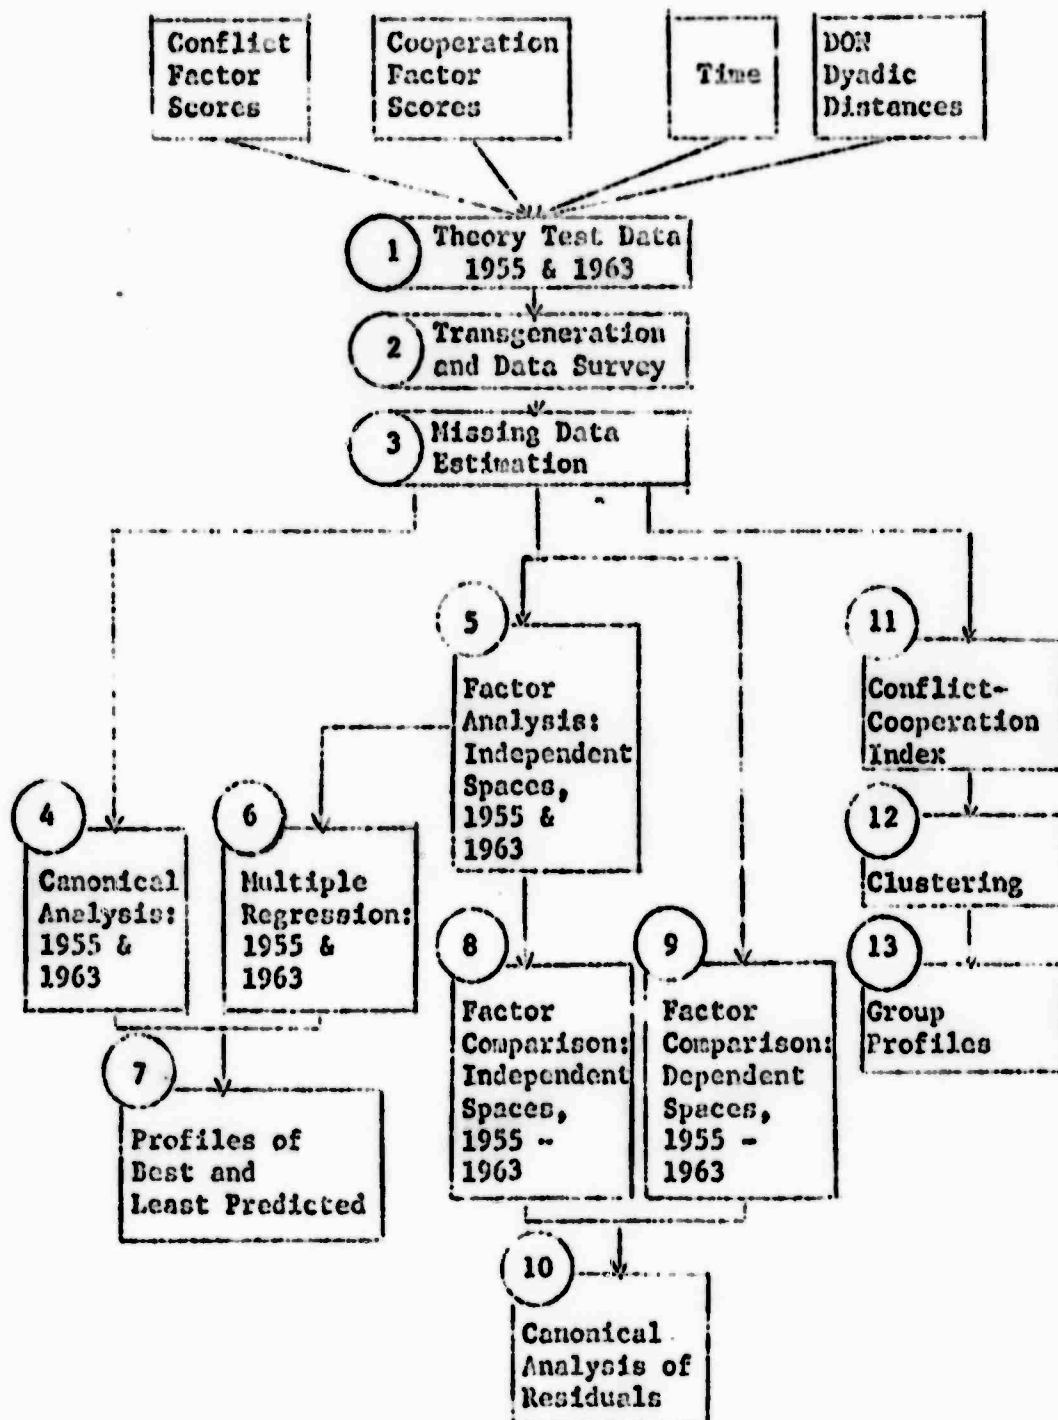 Conflict
Factor
Scores
Cooperation
Factor
Scores
Time
DON
Dyadic
Distances
1
Theory Test Data
1955 & 1963
2
Transgeneration
and Data Survey
3
Missing Data
Estimation
5
Factor
Analysis:
Independent
Spaces,
1955 &
1963
11
Conflict-
Cooperation
Index
4
Canonical
Analysis:
1955 &
1963
6
Multiple
Regression:
1955 &
1963
12
Clustering
8
Factor
Comparison:
Independent
Spaces,
1955 -
1963
9
Factor
Comparison:
Dependent
Spaces,
1955 -
1963
13
Group
Profiles
7
Profiles of
Best and
Least Predicted
10
Canonical
Analysis of
Residuals